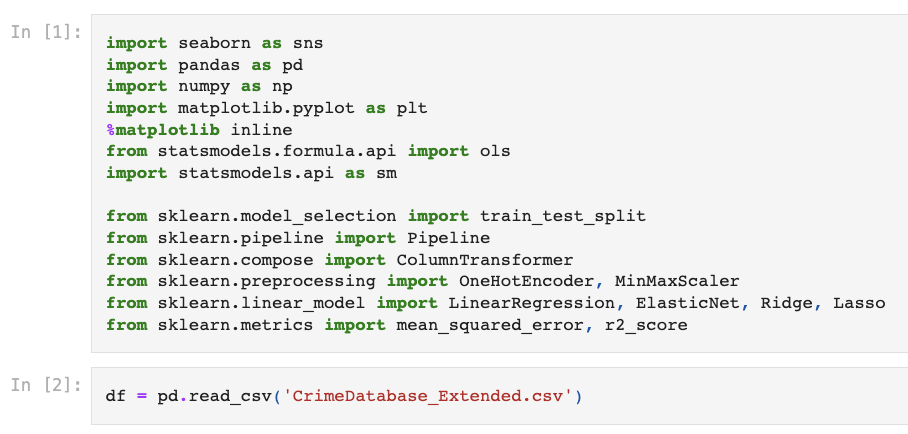 In [1]:
import seaborn as sns
import pandas as pd
import numpy as np
import matplotlib.pyplot as plt
%matplotlib inline
from statsmodels.formula.api import ols
import statsmodels.api as sm
from sklearn.model_selection import train_test_split
from sklearn.pipeline import Pipeline
from sklearn.compose import ColumnTransformer
from sklearn.preprocessing import OneHotEncoder, MinMaxScaler
from sklearn.linear_model import LinearRegression, ElasticNet, Ridge, Lasso
from sklearn.metrics import mean_squared_error, r2_score
In [2]:
df = pd.read_csv('CrimeDatabase_Extended.csv')